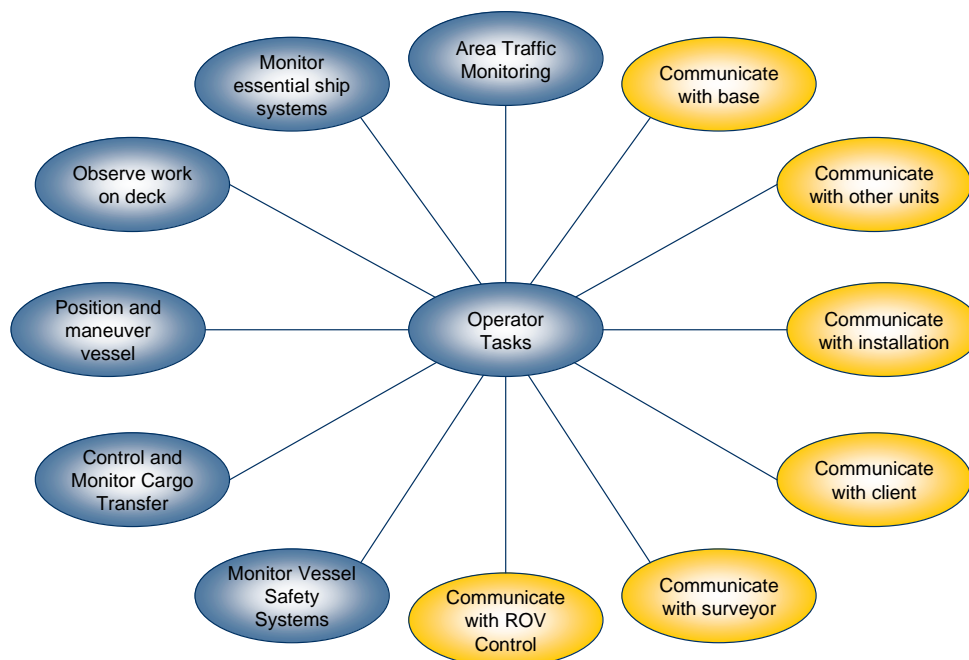 Area Traffic
Monitoring
Monitor
essential ship
systems
Communicate
with base
Observe work
on deck
Communicate
with other units
Position and
maneuver
vessel
Operator
Tasks
Communicate
with installation
Control and
Monitor Cargo
Transfer
Communicate
with client
Monitor Vessel
Safety
Systems
Communicate
with ROV
Control
Communicate
with surveyor